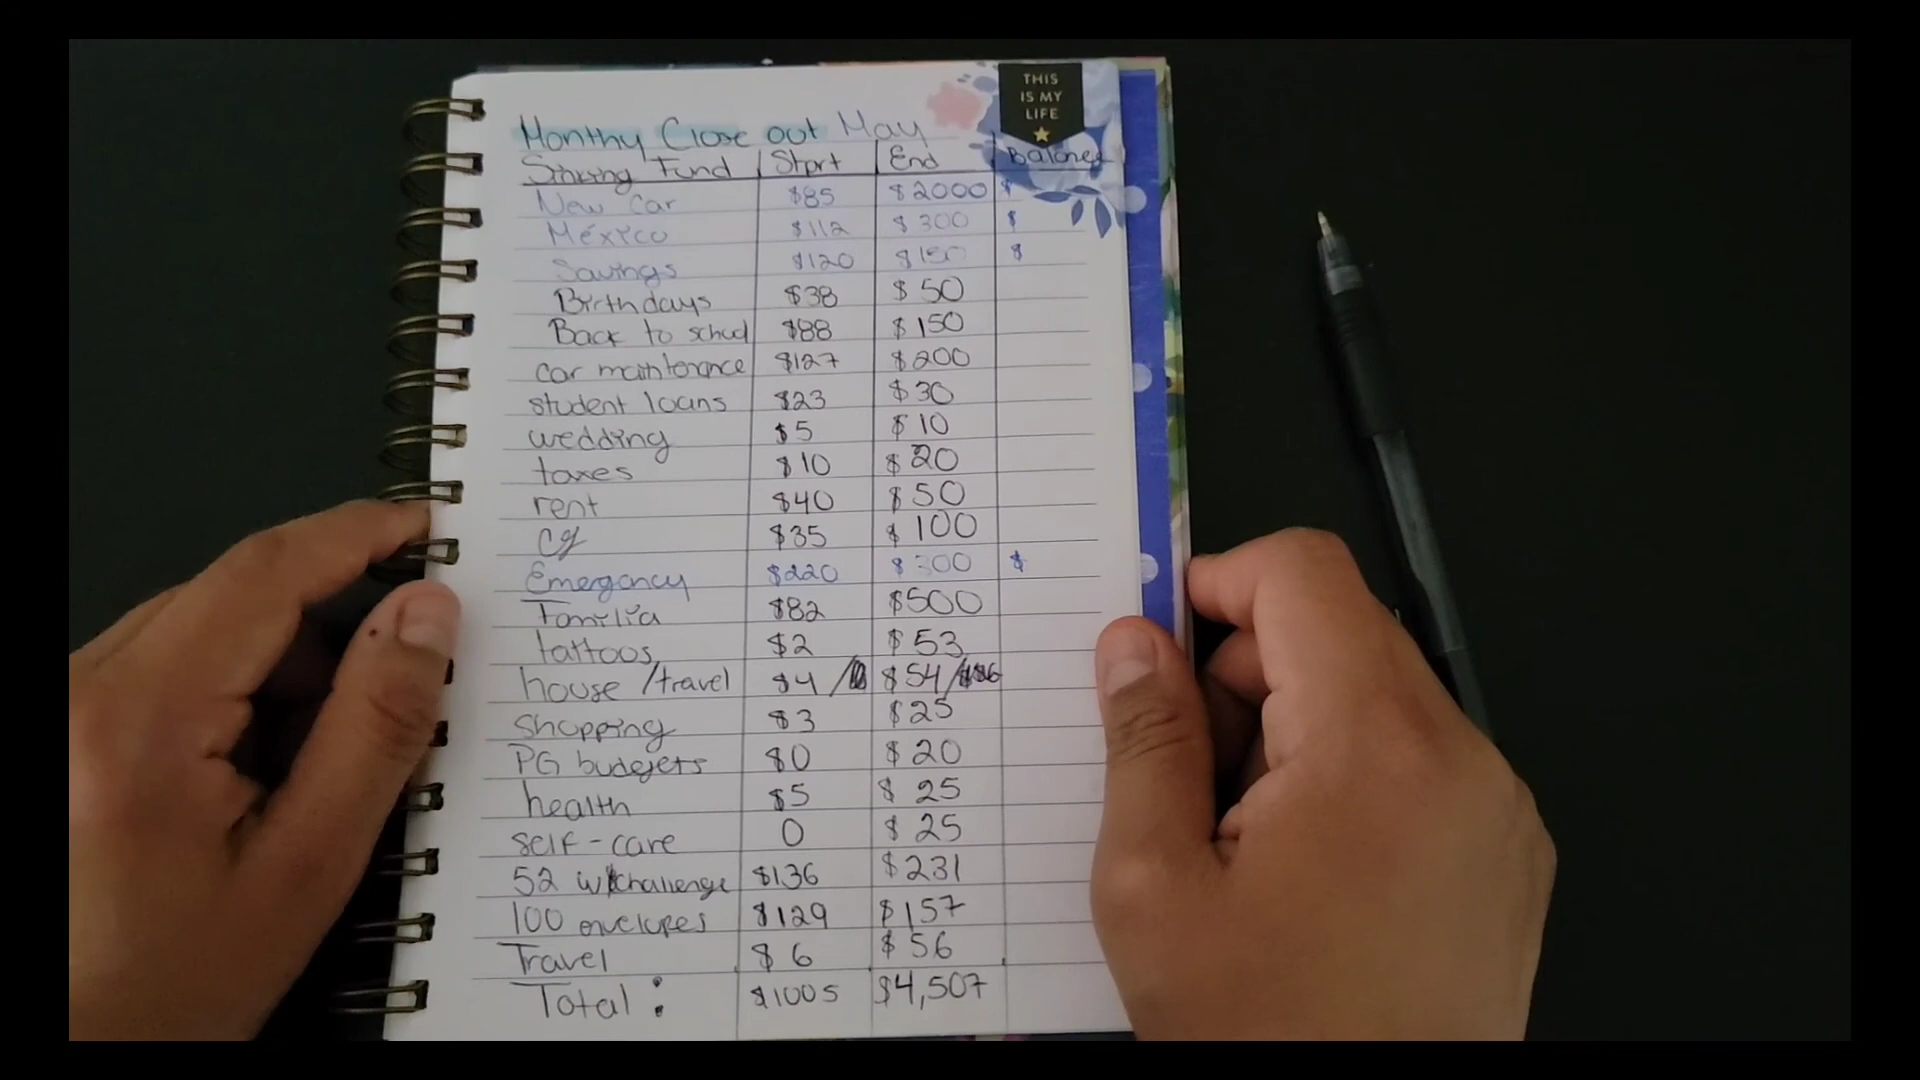 THIS
IS MY
LIFE
Monthy Close out May
Sinking Fund Start End Balance
New Car $85 $2000 $
México $112 $300 $
Savings $120 $150 $
Birthdays $38 $50
Back to school $88 $150
car maintenance $127 $200
student loans $23 $30
wedding $5 $10
taxes $10 $20
rent $40 $50
$35 $100
Emergency $220 $300 $
Familia $82 $500
tattoos $2 $53
house/travel $4 / $54 /
shopping $3 $25
PG budgets $0 $20
health $5 $25
self-care 0 $25
52 wkchallenge $136 $231
100 envelopes $129 $157
Travel $6 $56
Total: $1005 $4,507